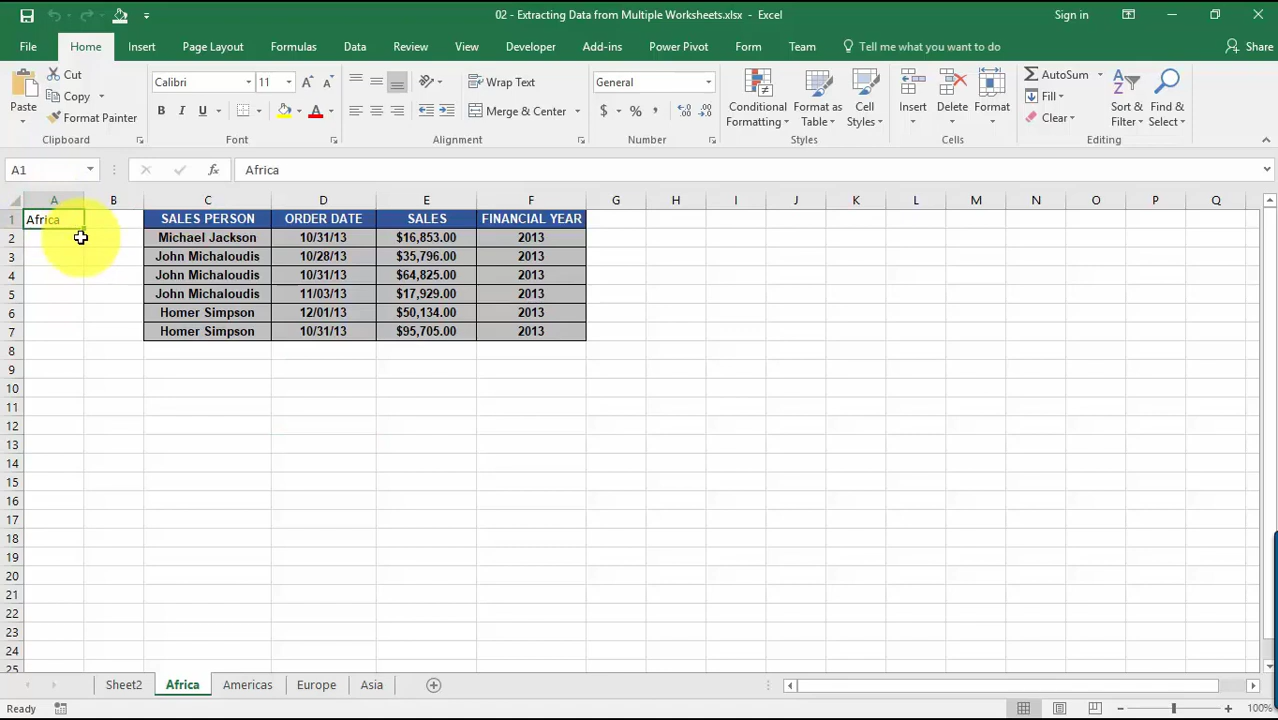 02 - Extracting Data from Multiple Worksheets.xlsx - Excel
Sign in
File Home Insert Page Layout Formulas Data Review View Developer Add-ins Power Pivot Form Team Tell me what you want to do Share
Paste
Cut
Copy
Format Painter
Clipboard
Calibri 11
B I U
Font
Wrap Text
Merge & Center
Alignment
General
$ % ,
Number
Conditional Formatting
Format as Table
Cell Styles
Styles
Insert Delete Format
Cells
AutoSum
Fill
Clear
Sort & Filter
Find & Select
Editing
A1 fx Africa
A B C D E F G H I J K L M N O P Q
1 Africa SALES PERSON ORDER DATE SALES FINANCIAL YEAR
2 Michael Jackson 10/31/13 $16,853.00 2013
3 John Michaloudis 10/28/13 $35,796.00 2013
4 John Michaloudis 10/31/13 $64,825.00 2013
5 John Michaloudis 11/03/13 $17,929.00 2013
6 Homer Simpson 12/01/13 $50,134.00 2013
7 Homer Simpson 10/31/13 $95,705.00 2013
8
9
10
11
12
13
14
15
16
17
18
19
20
21
22
23
24
25
Sheet2 Africa Americas Europe Asia
Ready 100%